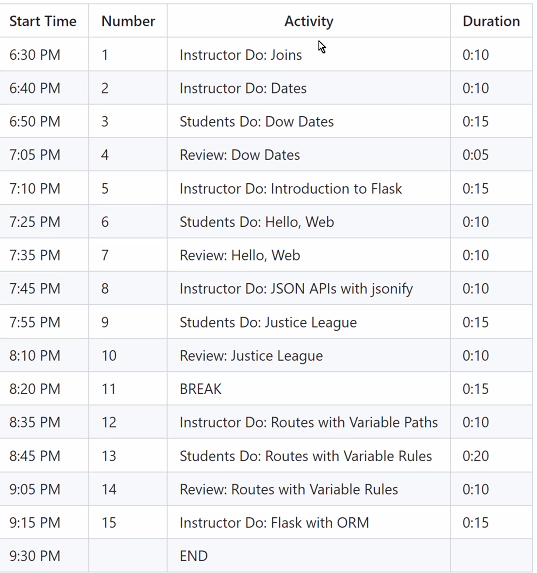 Start Time Number Activity Duration
6:30 PM 1 Instructor Do: Joins 0:10
6:40 PM 2 Instructor Do: Dates 0:10
6:50 PM 3 Students Do: Dow Dates 0:15
7:05 PM 4 Review: Dow Dates 0:05
7:10 PM 5 Instructor Do: Introduction to Flask 0:15
7:25 PM 6 Students Do: Hello, Web 0:10
7:35 PM 7 Review: Hello, Web 0:10
7:45 PM 8 Instructor Do: JSON APIs with jsonify 0:10
7:55 PM 9 Students Do: Justice League 0:15
8:10 PM 10 Review: Justice League 0:10
8:20 PM 11 BREAK 0:15
8:35 PM 12 Instructor Do: Routes with Variable Paths 0:10
8:45 PM 13 Students Do: Routes with Variable Rules 0:20
9:05 PM 14 Review: Routes with Variable Rules 0:10
9:15 PM 15 Instructor Do: Flask with ORM 0:15
9:30 PM END